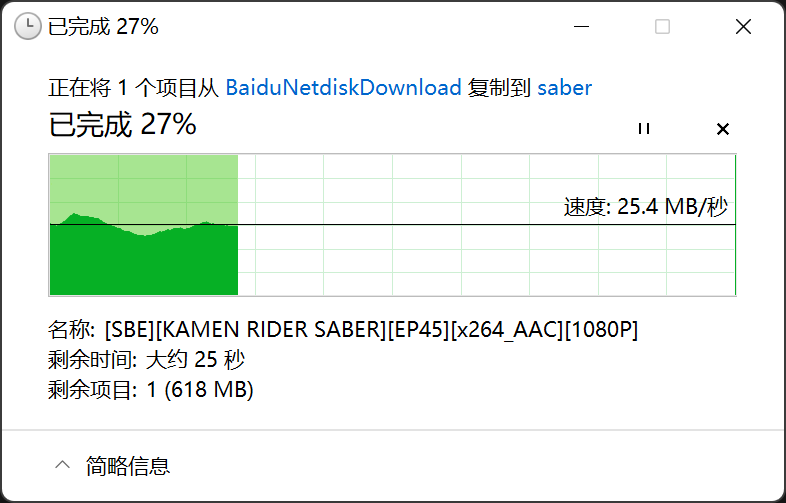 已完成 27%
正在将 1 个项目从 BaiduNetdiskDownload 复制到 saber
已完成 27%
速度: 25.4 MB/秒
名称: [SBE][KAMEN RIDER SABER][EP45][x264_AAC][1080P]
剩余时间: 大约 25 秒
剩余项目: 1 (618 MB)
简略信息